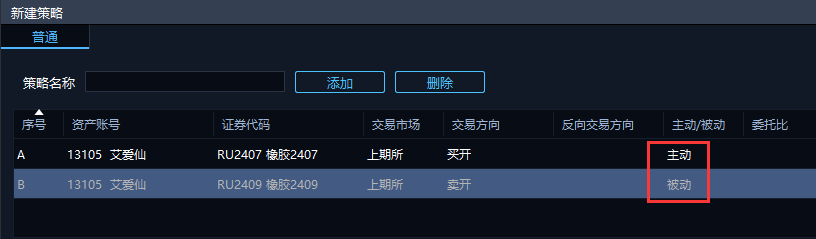 新建策略
普通
策略名称 添加 删除
序号 资产账号 证券代码 交易市场 交易方向 反向交易方向 主动/被动 委托比
A 13105 艾爱仙 RU2407 橡胶2407 上期所 买开 主动
B 13105 艾爱仙 RU2409 橡胶2409 上期所 卖开 被动